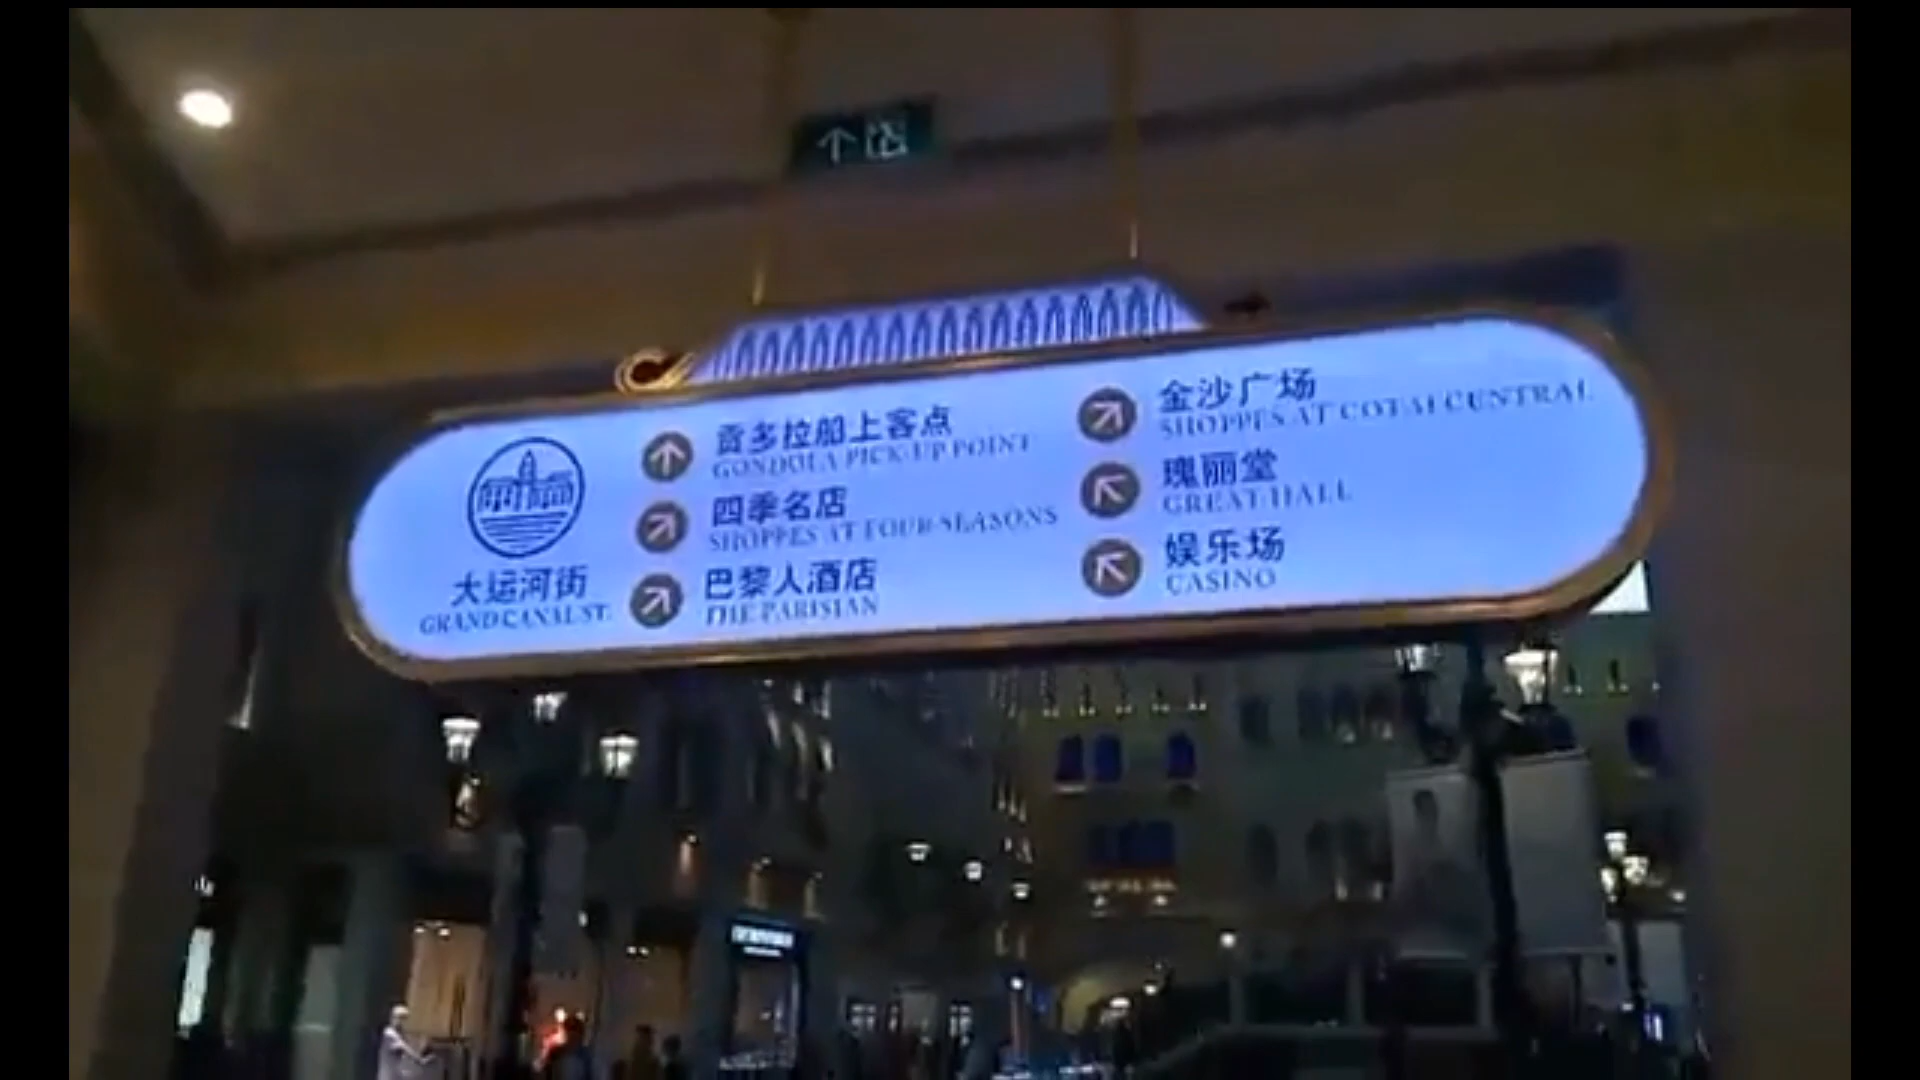 大运河街
GRAND CANAL ST.
贡多拉船上客点
GONDOLA PICK-UP POINT
四季名店
SHOPPES AT FOUR SEASONS
巴黎人酒店
THE PARISIAN
金沙广场
SHOPPES AT COTAI CENTRAL
瑰丽堂
GREAT HALL
娱乐场
CASINO